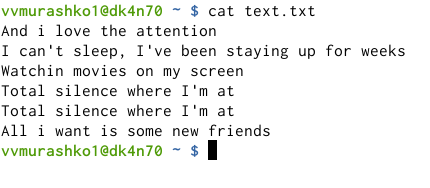 vvmurashko1@dk4n70 ~ $ cat text.txt
And i love the attention
I can't sleep, I've been staying up for weeks
Watchin movies on my screen
Total silence where I'm at
Total silence where I'm at
All i want is some new friends
vvmurashko1@dk4n70 ~ $